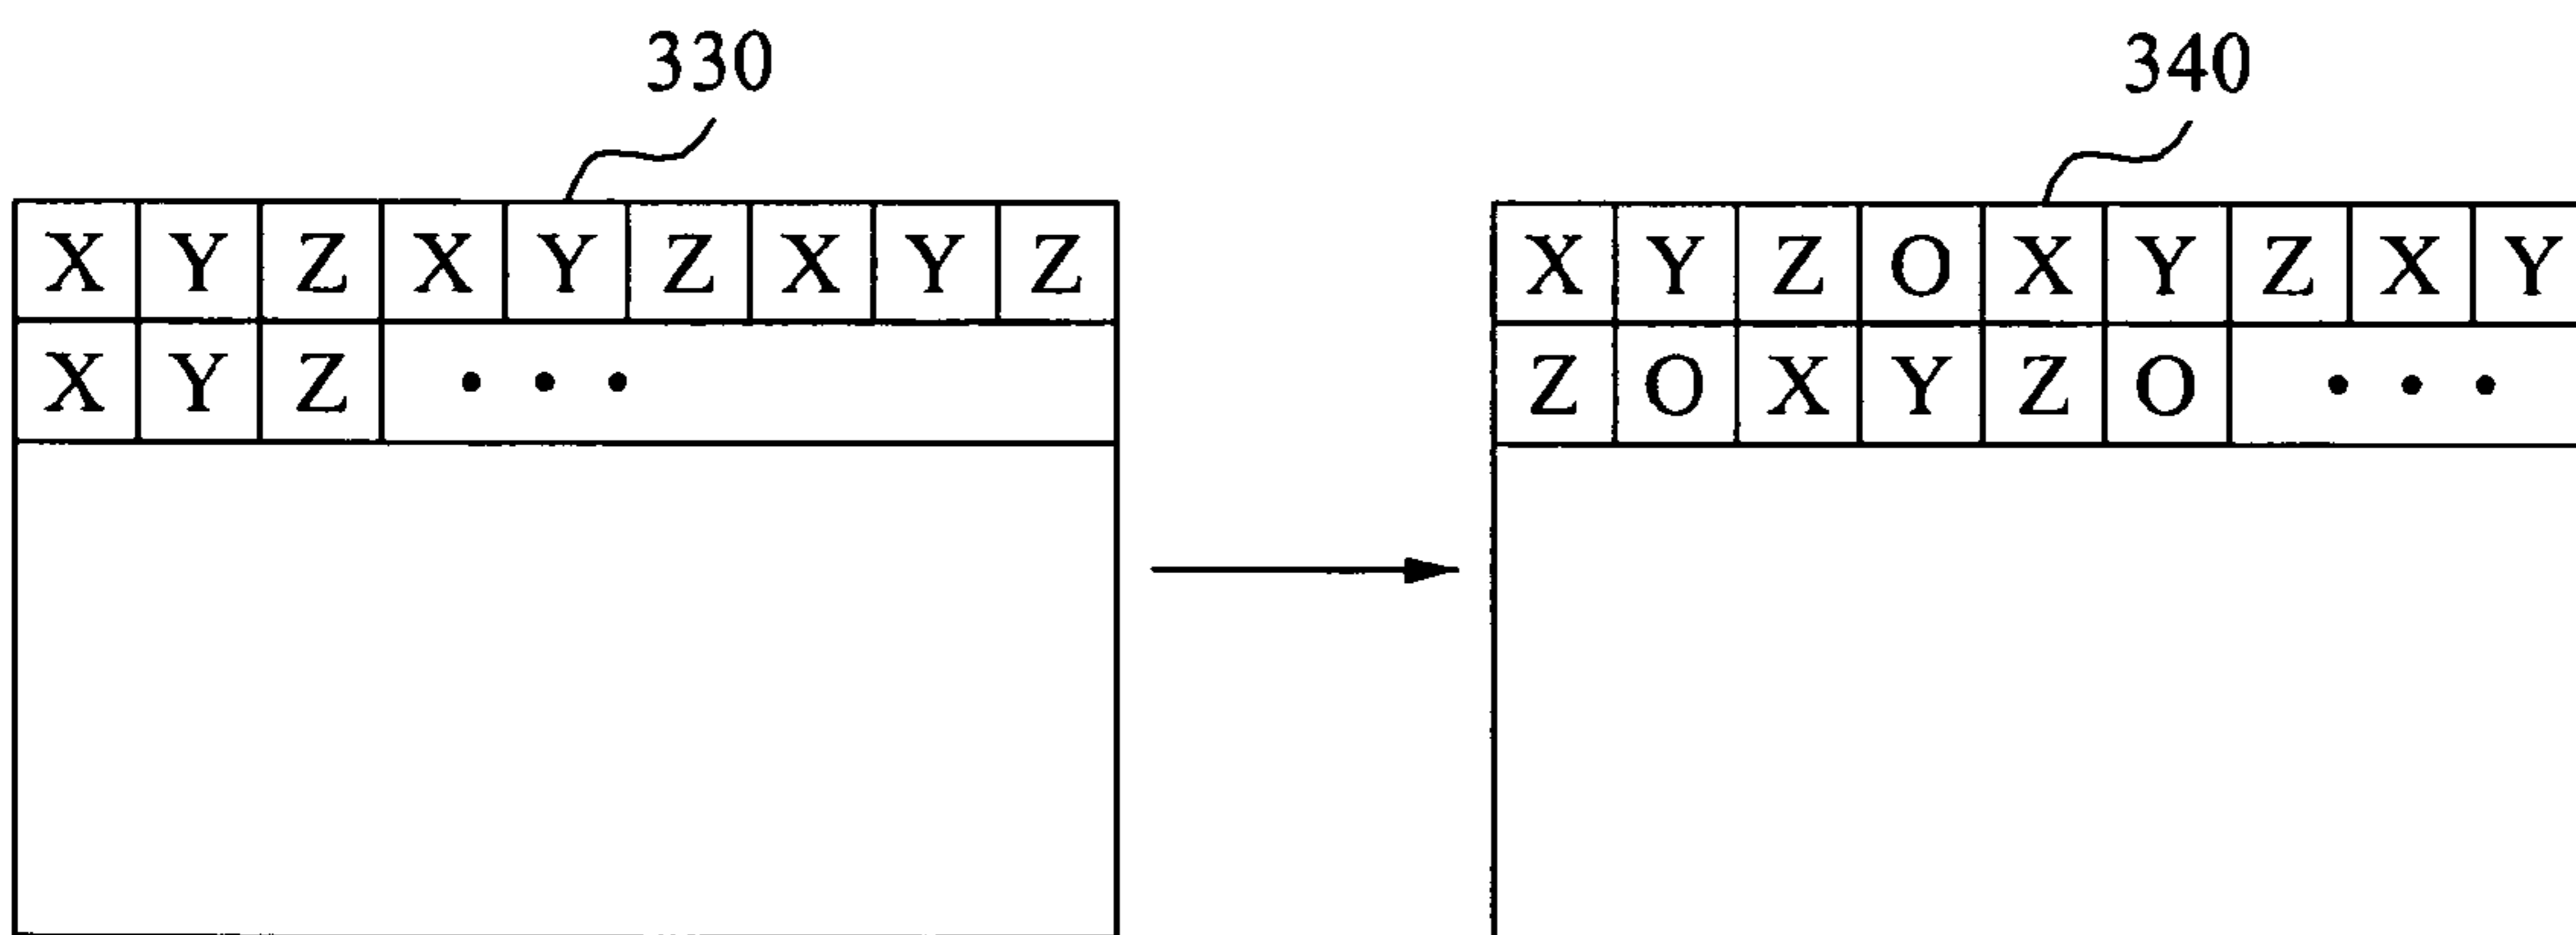 330
340
X Y Z X Y Z X Y Z
X Y Z • • •
X Y Z O X Y Z X Y
Z O X Y Z O • • •